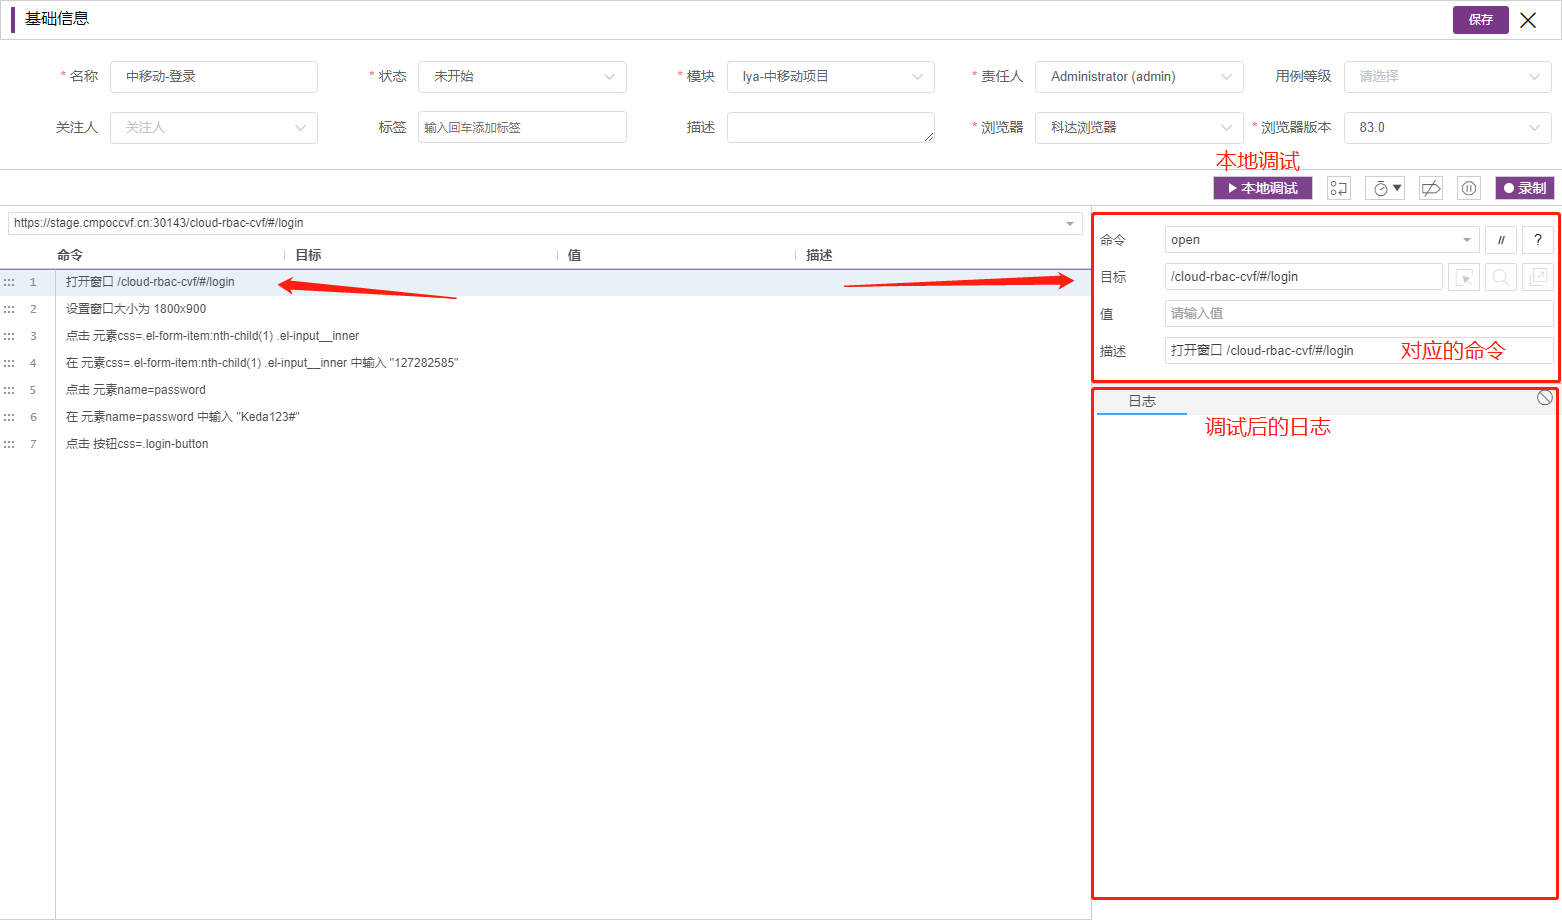 基础信息
保存
* 名称 中移动-登录 * 状态 未开始 * 模块 lya-中移动项目 * 责任人 Administrator (admin) 用例等级 请选择
关注人 关注人 标签 输入回车添加标签 描述 * 浏览器 科达浏览器 * 浏览器版本 83.0
本地调试
本地调试 录制
https://stage.cmpoccvf.cn:30143/cloud-rbac-cvf/#/login
命令 目标 值 描述
1 打开窗口 /cloud-rbac-cvf/#/login
2 设置窗口大小为 1800x900
3 点击 元素css=.el-form-item:nth-child(1) .el-input__inner
4 在 元素css=.el-form-item:nth-child(1) .el-input__inner 中输入 "127282585"
5 点击 元素name=password
6 在 元素name=password 中输入 "Keda123#"
7 点击 按钮css=.login-button
命令 open // ?
目标 /cloud-rbac-cvf/#/login
值 请输入值
描述 打开窗口 /cloud-rbac-cvf/#/login 对应的命令
日志
调试后的日志